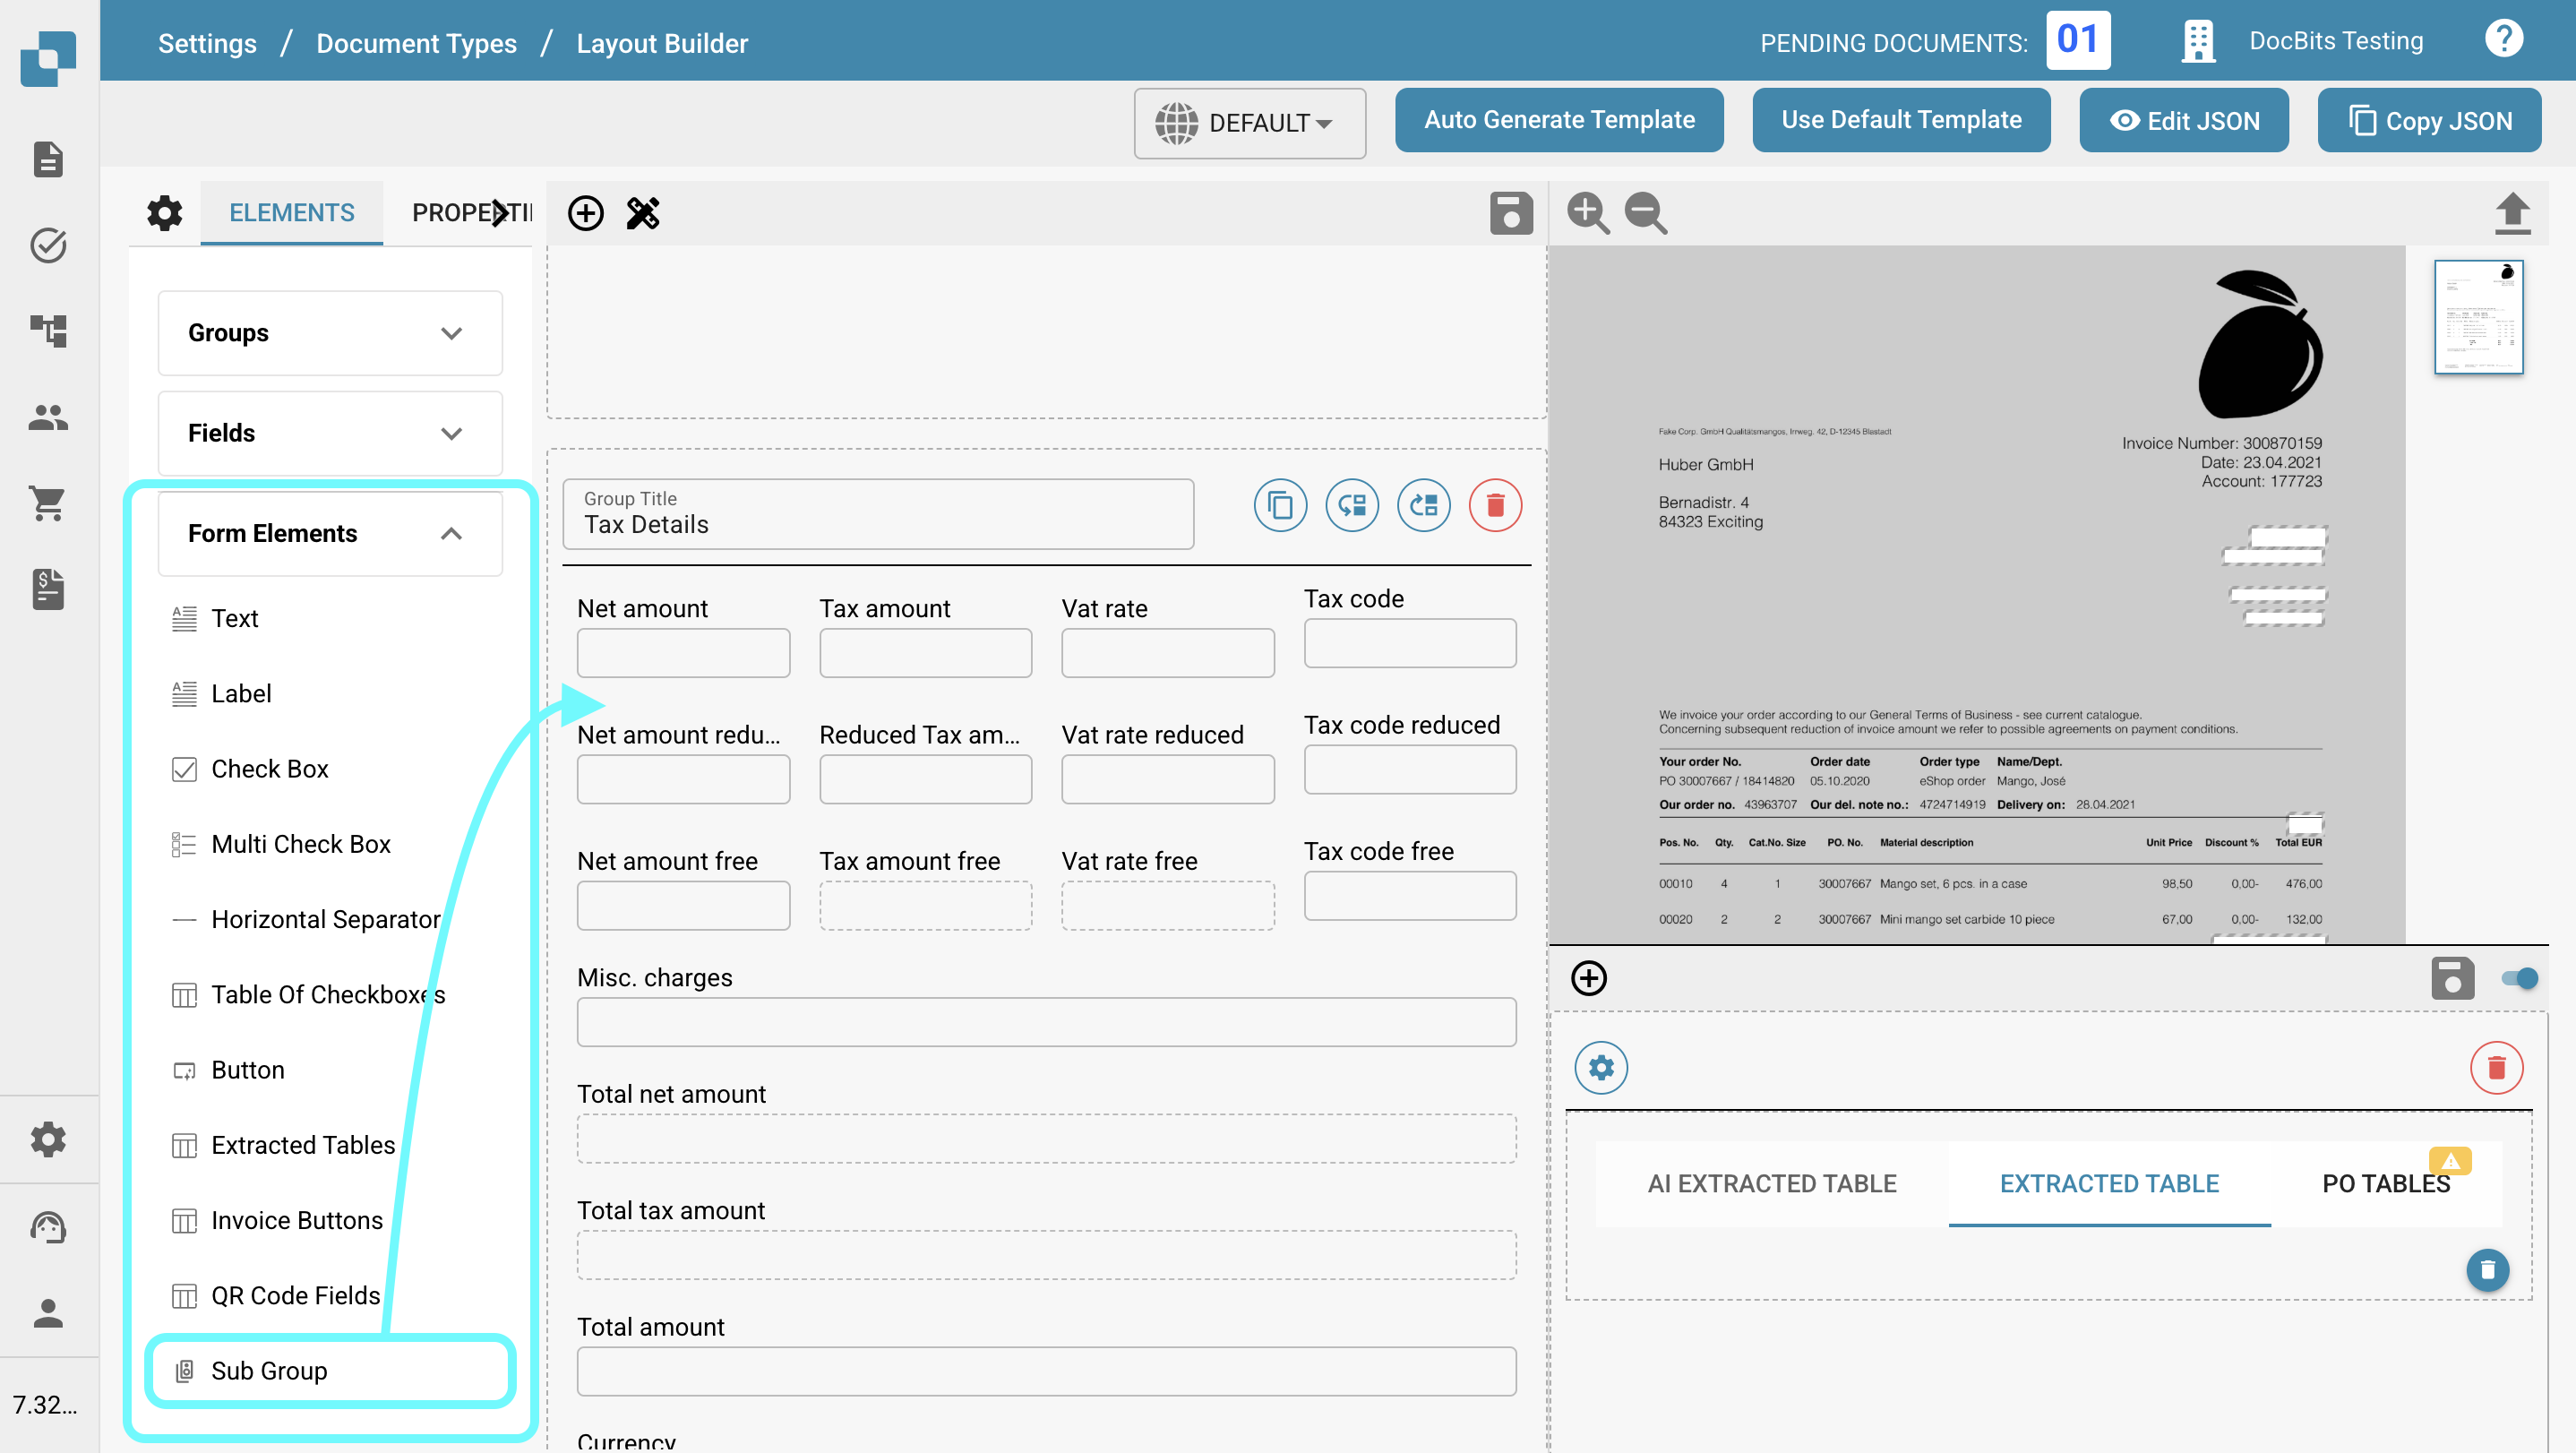 Settings / Document Types / Layout Builder
PENDING DOCUMENTS: 01
DocBits Testing
?
DEFAULT
Auto Generate Template
Use Default Template
Edit JSON
Copy JSON
ELEMENTS
PROPERTI
Groups
Fields
Form Elements
Text
Label
Check Box
Multi Check Box
Horizontal Separator
Table Of Checkboxes
Button
Extracted Tables
Invoice Buttons
QR Code Fields
Sub Group
7.32...
Group Title
Tax Details
Net amount
Tax amount
Vat rate
Tax code
Net amount redu...
Reduced Tax am...
Vat rate reduced
Tax code reduced
Net amount free
Tax amount free
Vat rate free
Tax code free
Misc. charges
Total net amount
Total tax amount
Total amount
Currency
Fake Corp. GmbH Qualitätsmangos, Irrweg. 42, D-12345 Blastadt
Huber GmbH
Bernadistr. 4
84323 Exciting
Invoice Number: 300870159
Date: 23.04.2021
Account: 177723
We invoice your order according to our General Terms of Business - see current catalogue.
Concerning subsequent reduction of invoice amount we refer to possible agreements on payment conditions.
Your order No. Order date Order type Name/Dept.
PO 30007667 / 18414820 05.10.2020 eShop order Mango, José
Our order no. 43963707 Our del. note no.: 4724714919 Delivery on: 28.04.2021
Pos. No. Qty. Cat.No. Size PO. No. Material description Unit Price Discount % Total EUR
00010 4 1 30007667 Mango set, 6 pcs. in a case 98,50 0,00- 476,00
00020 2 2 30007667 Mini mango set carbide 10 piece 67,00 0,00- 132,00
AI EXTRACTED TABLE
EXTRACTED TABLE
PO TABLES